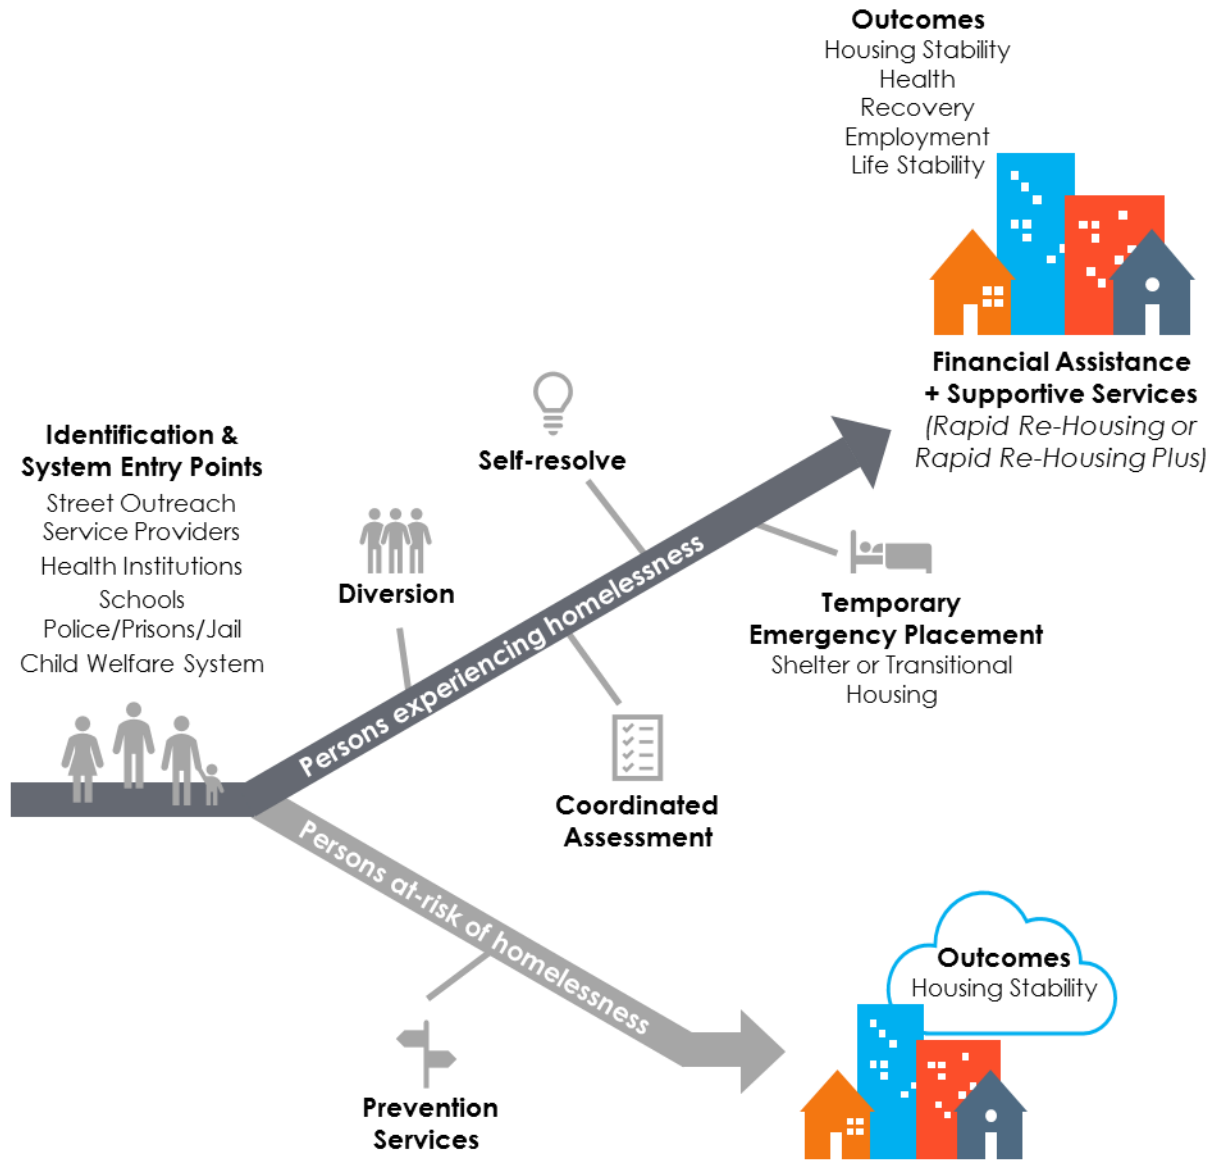 Outcomes
Housing Stability
Health
Recovery
Employment
Life Stability
Financial Assistance
+ Supportive Services
(Rapid Re-Housing or
Rapid Re-Housing Plus)
Identification &
System Entry Points
Street Outreach
Service Providers
Health Institutions
Schools
Police/Prisons/Jail
Child Welfare System
Self-resolve
Diversion
Persons experiencing homelessness
Temporary
Emergency Placement
Shelter or Transitional
Housing
Coordinated
Assessment
Persons at-risk of homelessness
Prevention
Services
Outcomes
Housing Stability